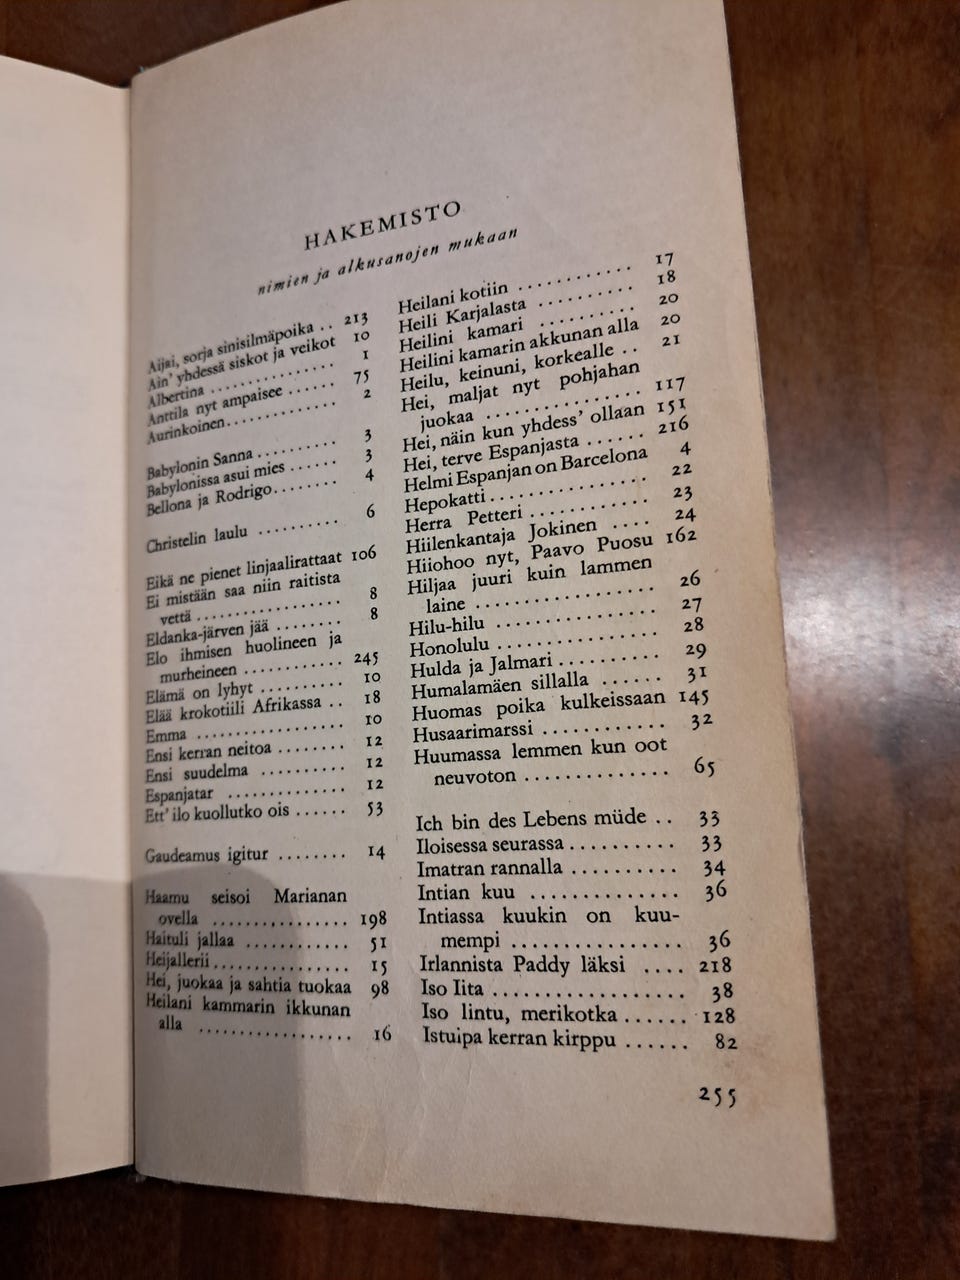 HAKEMISTO
nimien ja alkusanojen mukaan
Aijai, sorja sinisilmäpoika .. 213
Ain' yhdessä siskot ja veikot 10
Albertina .............. 1
Anttila nyt ampaisee ...... 75
Aurinkoinen............. 2
Babylonin Sanna .......... 3
Babylonissa asui mies ...... 3
Bellona ja Rodrigo........ 4
Christelin laulu .......... 6
Eikä ne pienet linjaalirattaat 106
Ei mistään saa niin raitista
vettä ................. 8
Eldanka-järven jää ........ 8
Elo ihmisen huolineen ja
murheineen ............ 245
Elämä on lyhyt .......... 10
Elää krokotiili Afrikassa .. 18
Emma ................. 10
Ensi kerran neitoa ........ 12
Ensi suudelma .......... 12
Espanjatar .............. 12
Ett' ilo kuollutko ois ...... 53
Gaudeamus igitur ........ 14
Haamu seisoi Marianan
ovella ................ 198
Haituli jallaa ............ 51
Heijallerii................ 15
Hei, juokaa ja sahtia tuokaa 98
Heilani kammarin ikkunan
alla .................. 16
Heilani kotiin ............ 17
Heili Karjalasta .......... 18
Heilini kamari .......... 20
Heilini kamarin akkunan alla 20
Heilu, keinuni, korkealle .. 21
Hei, maljat nyt pohjahan
juokaa ................ 117
Hei, näin kun yhdess' ollaan 151
Hei, terve Espanjasta ...... 216
Helmi Espanjan on Barcelona 4
Hepokatti................ 22
Herra Petteri ............ 23
Hiilenkantaja Jokinen .... 24
Hiiohoo nyt, Paavo Puosu 162
Hiljaa juuri kuin lammen
laine .................. 26
Hilu-hilu ................ 27
Honolulu ................ 28
Hulda ja Jalmari .......... 29
Humalamäen sillalla ...... 31
Huomas poika kulkeissaan 145
Husaarimarssi ............ 32
Huumassa lemmen kun oot
neuvoton .............. 65
Ich bin des Lebens müde .. 33
Iloisessa seurassa .......... 33
Imatran rannalla .......... 34
Intian kuu .............. 36
Intiassa kuukin on kuu-
mempi ................ 36
Irlannista Paddy läksi .... 218
Iso Iita .................. 38
Iso lintu, merikotka ...... 128
Istuipa kerran kirppu ...... 82
255